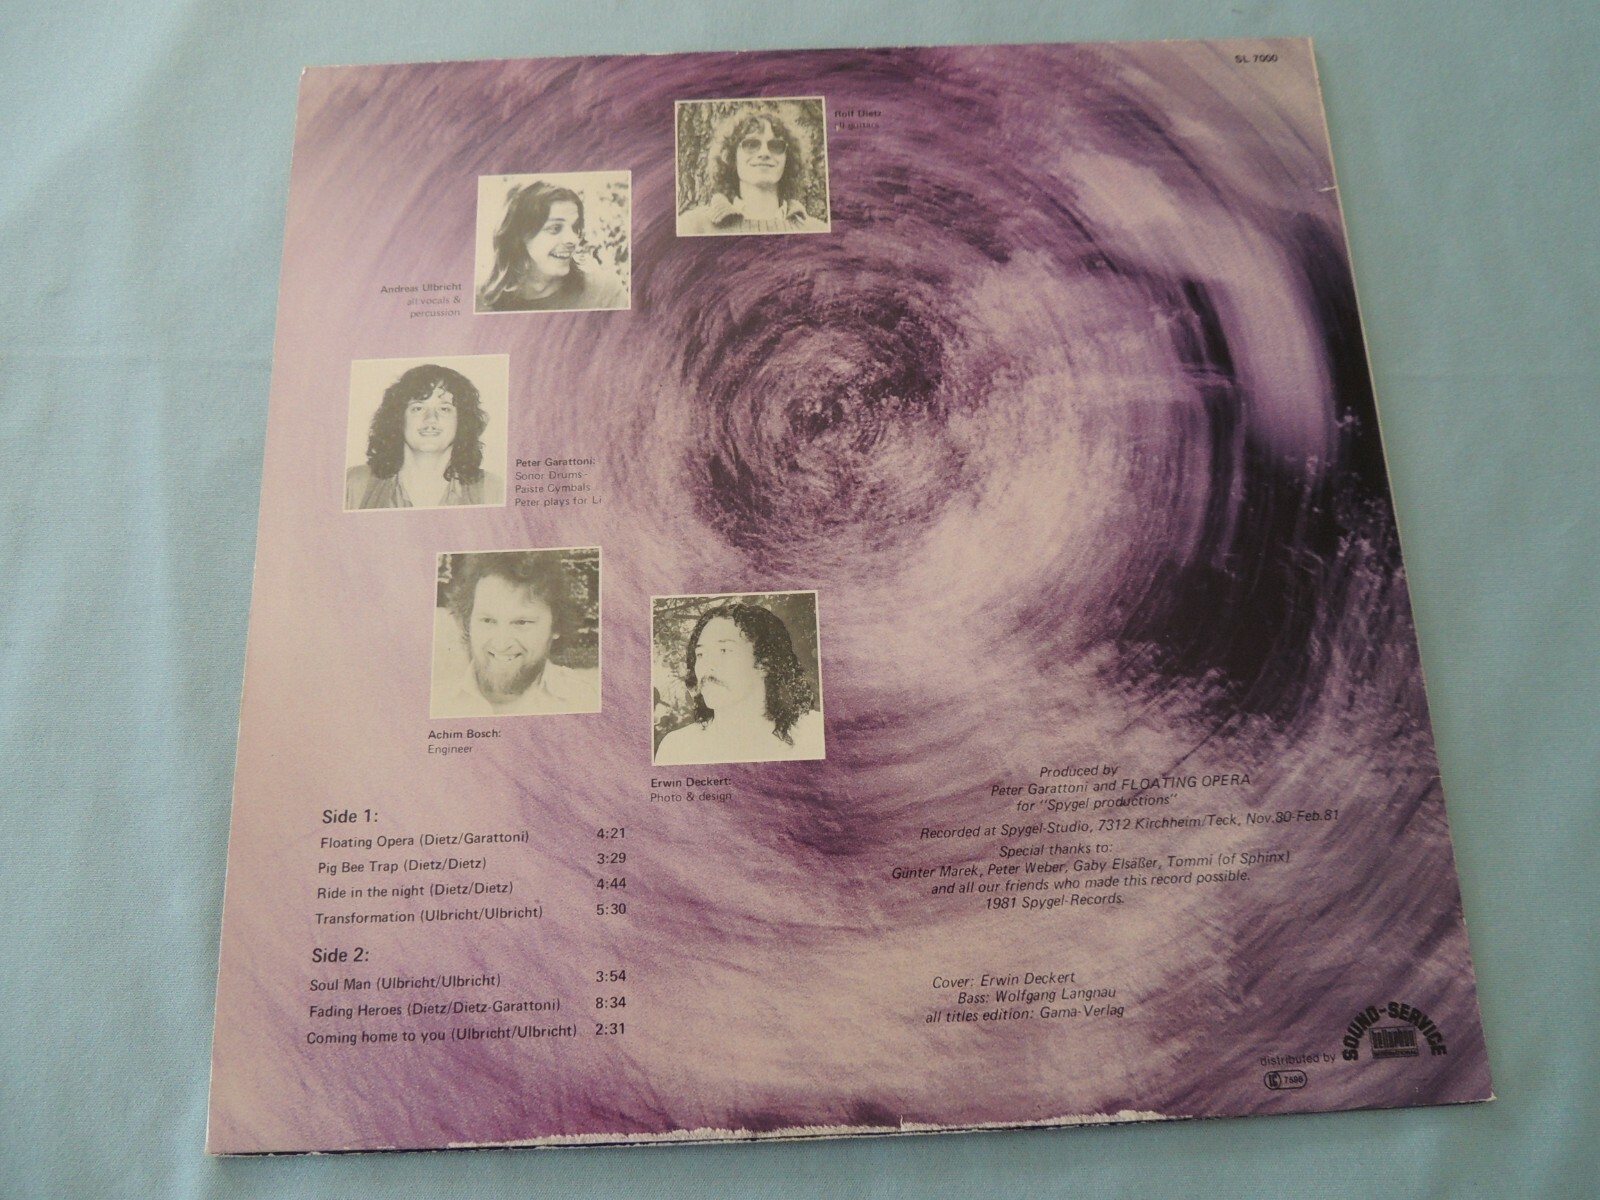 SL 7000
Rolf Dietz
all guitars
Andreas Ulbricht
all vocals &
percussion
Peter Garattoni:
Sonor Drums-
Paiste Cymbals
Peter plays for Li
Achim Bosch:
Engineer
Erwin Deckert:
Photo & design
Side 1:
Floating Opera (Dietz/Garattoni) 4:21
Pig Bee Trap (Dietz/Dietz) 3:29
Ride in the night (Dietz/Dietz) 4:44
Transformation (Ulbricht/Ulbricht) 5:30
Side 2:
Soul Man (Ulbricht/Ulbricht) 3:54
Fading Heroes (Dietz/Dietz-Garattoni) 8:34
Coming home to you (Ulbricht/Ulbricht) 2:31
Produced by
Peter Garattoni and FLOATING OPERA
for "Spygel productions"
Recorded at Spygel-Studio, 7312 Kirchheim/Teck, Nov.80-Feb.81
Special thanks to:
Günter Marek, Peter Weber, Gaby Elsäßer, Tommi (of Sphinx)
and all our friends who made this record possible.
1981 Spygel-Records.
Cover: Erwin Deckert
Bass: Wolfgang Langnau
all titles edition: Gama-Verlag
distributed by SOUND-SERVICE
LC